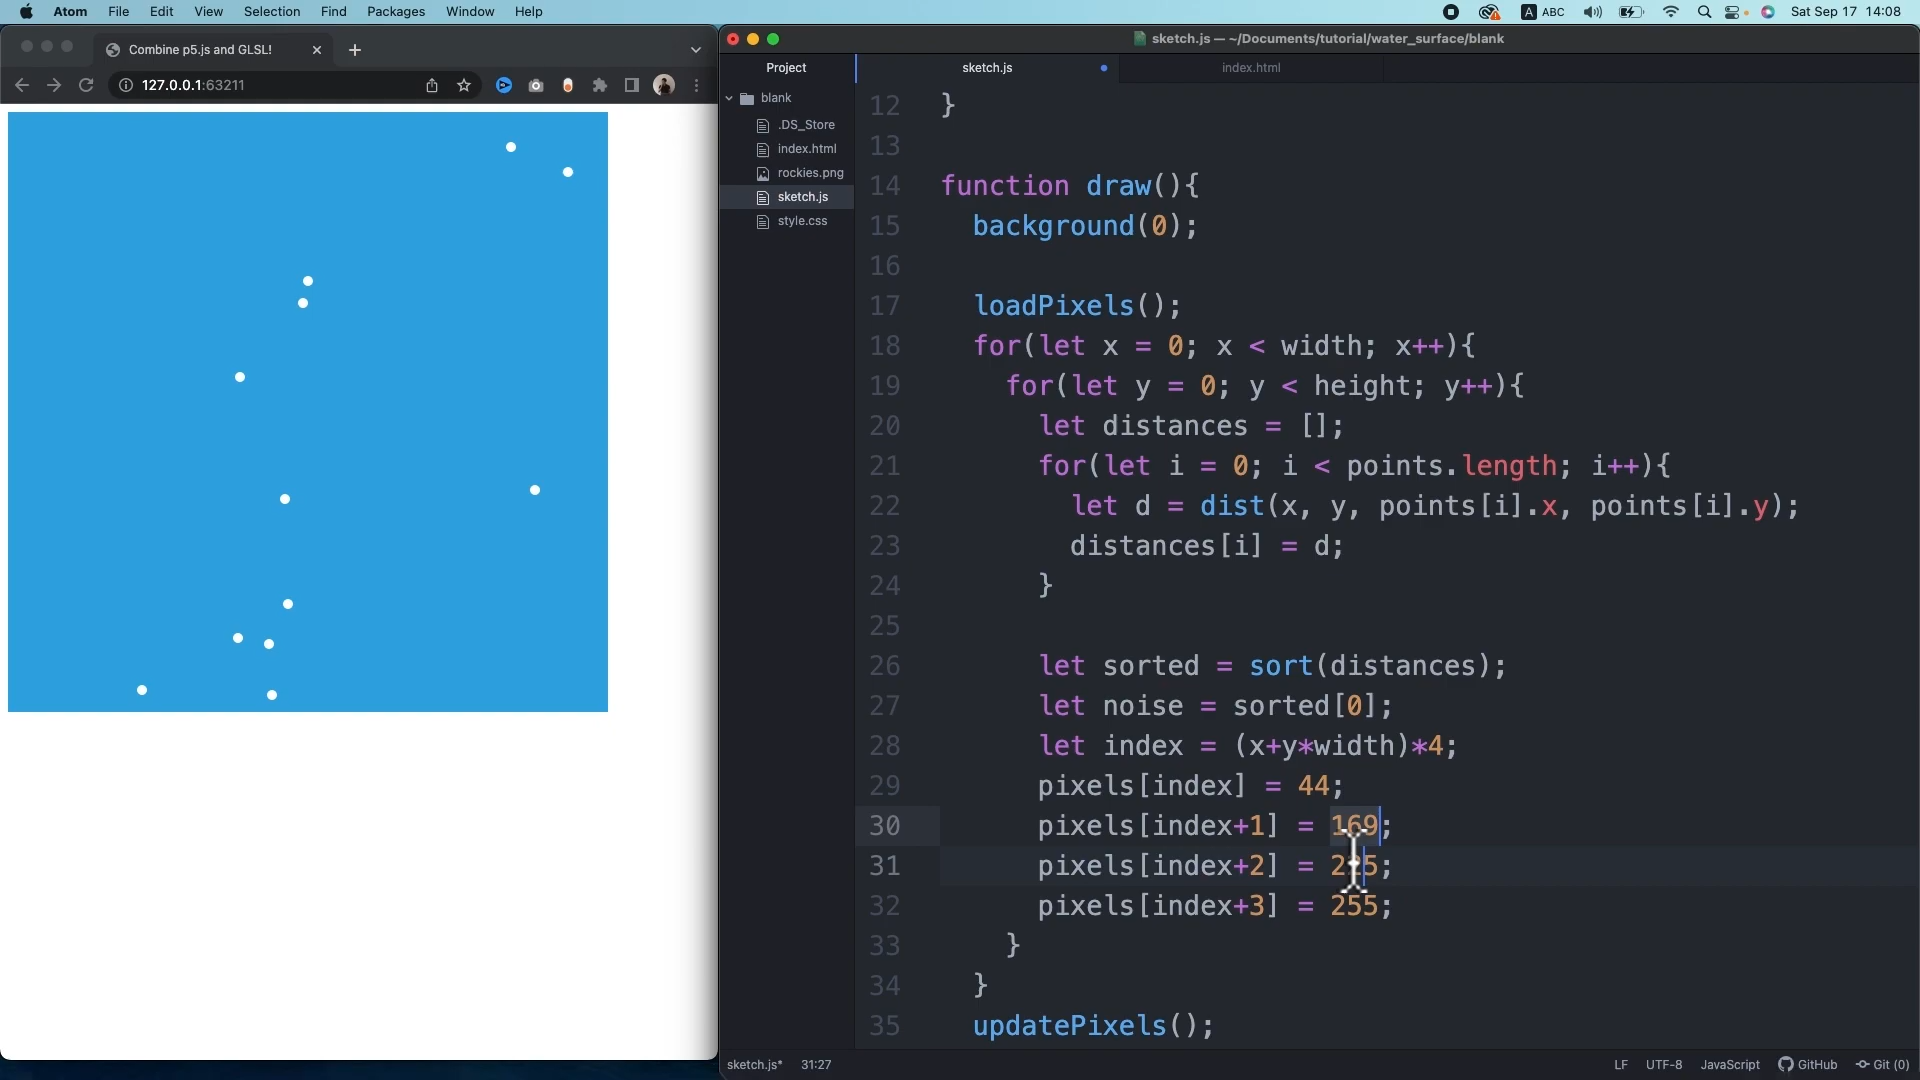 Atom File Edit View Selection Find Packages Window Help
A ABC Sat Sep 17 14:08
Combine p5.js and GLSL!
127.0.0.1:63211
sketch.js — ~/Documents/tutorial/water_surface/blank
Project
sketch.js
index.html
blank
.DS_Store
index.html
rockies.png
sketch.js
style.css
12 }
13
14 function draw(){
15 background(0);
16
17 loadPixels();
18 for(let x = 0; x < width; x++){
19 for(let y = 0; y < height; y++){
20 let distances = [];
21 for(let i = 0; i < points.length; i++){
22 let d = dist(x, y, points[i].x, points[i].y);
23 distances[i] = d;
24 }
25
26 let sorted = sort(distances);
27 let noise = sorted[0];
28 let index = (x+y*width)*4;
29 pixels[index] = 44;
30 pixels[index+1] = 169;
31 pixels[index+2] = 225;
32 pixels[index+3] = 255;
33 }
34 }
35 updatePixels();
sketch.js* 31:27 LF UTF-8 JavaScript GitHub Git (0)